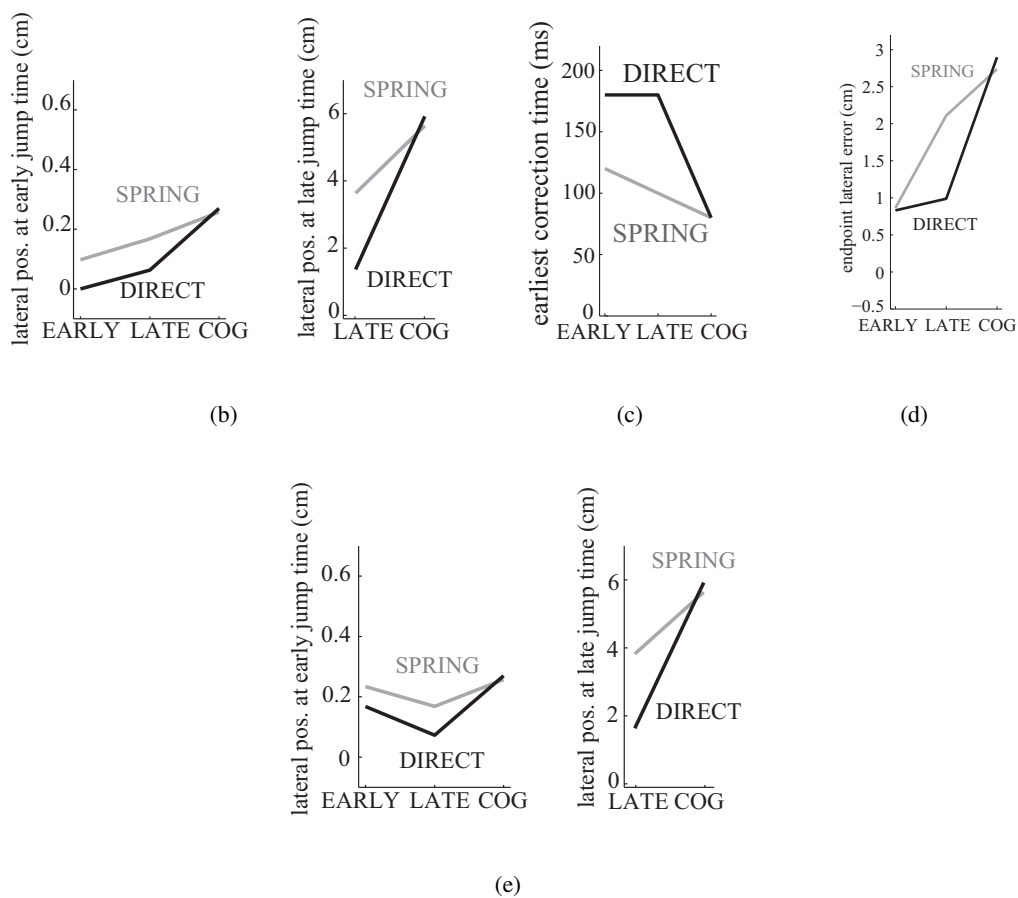 lateral pos. at early jump time (cm)
0.6
0.4
0.2
0
SPRING
DIRECT
EARLY LATE COG
lateral pos. at late jump time (cm)
6
4
2
0
SPRING
DIRECT
LATE COG
(b)
earliest correction time (ms)
200
150
100
50
0
DIRECT
SPRING
EARLY LATE COG
(c)
endpoint lateral error (cm)
3
2.5
2
1.5
1
0.5
0
−0.5
SPRING
DIRECT
EARLY LATE COG
(d)
lateral pos. at early jump time (cm)
0.6
0.4
0.2
0
SPRING
DIRECT
EARLY LATE COG
lateral pos. at late jump time (cm)
6
4
2
0
SPRING
DIRECT
LATE COG
(e)